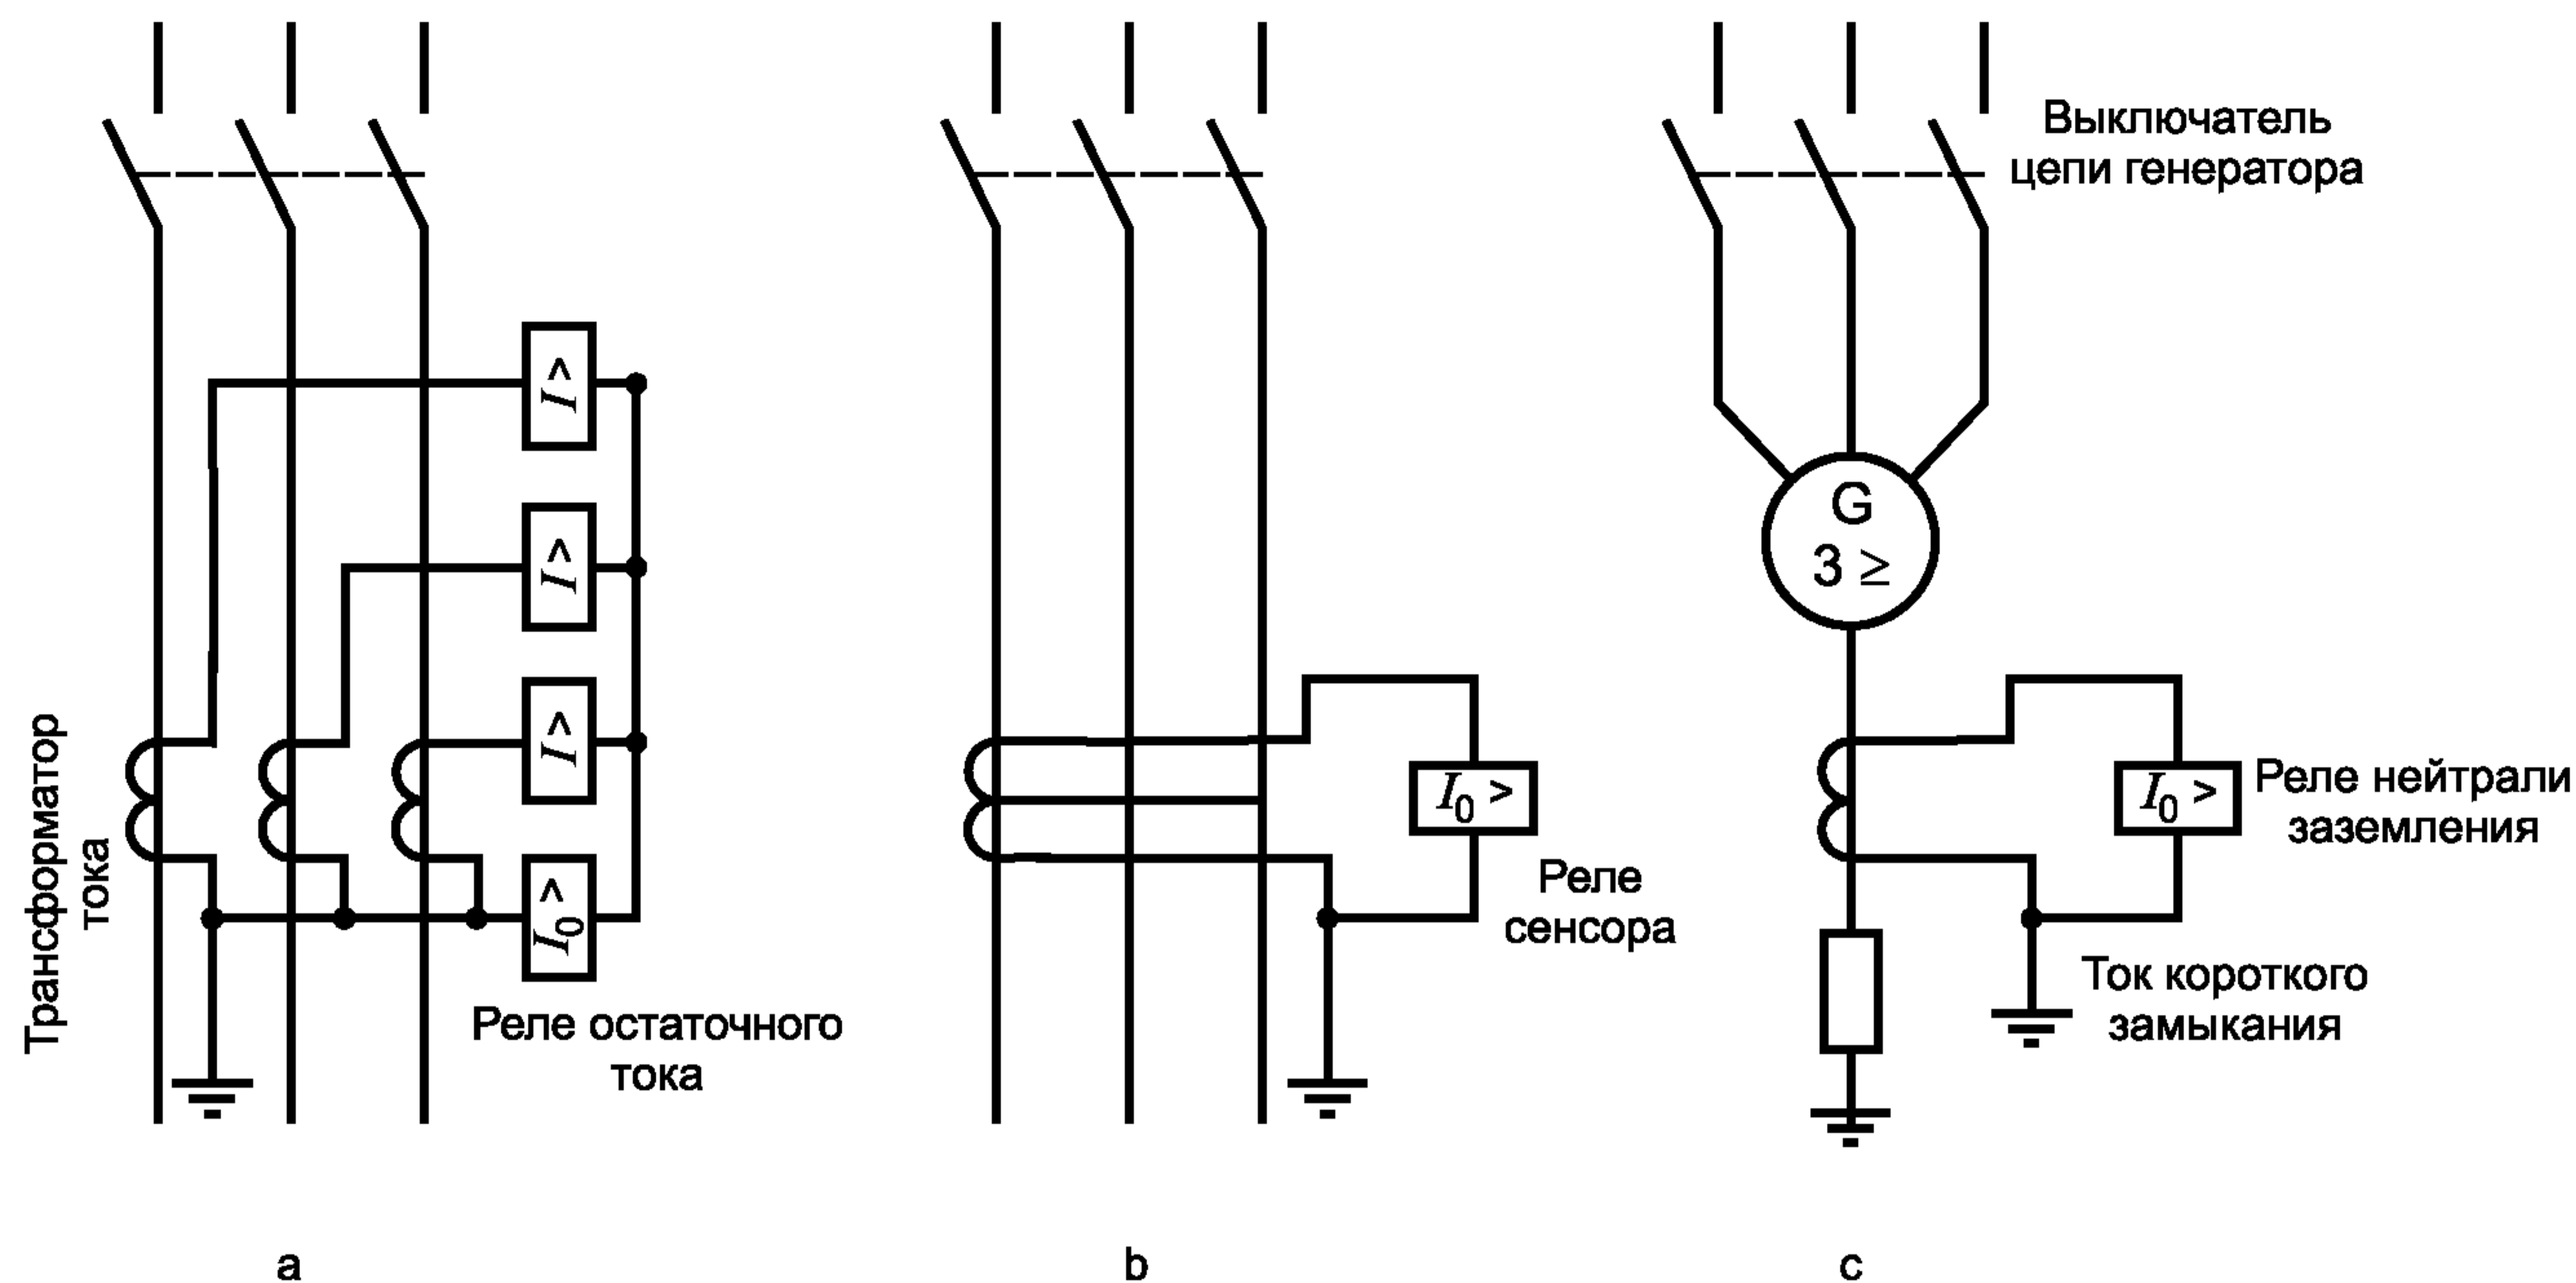 Трансформатор
тока
I >
I >
I >
I₀ >
Реле остаточного
тока
a
I₀ >
Реле
сенсора
b
Выключатель
цепи генератора
G
3 ≥
I₀ >
Реле нейтрали
заземления
Ток короткого
замыкания
c